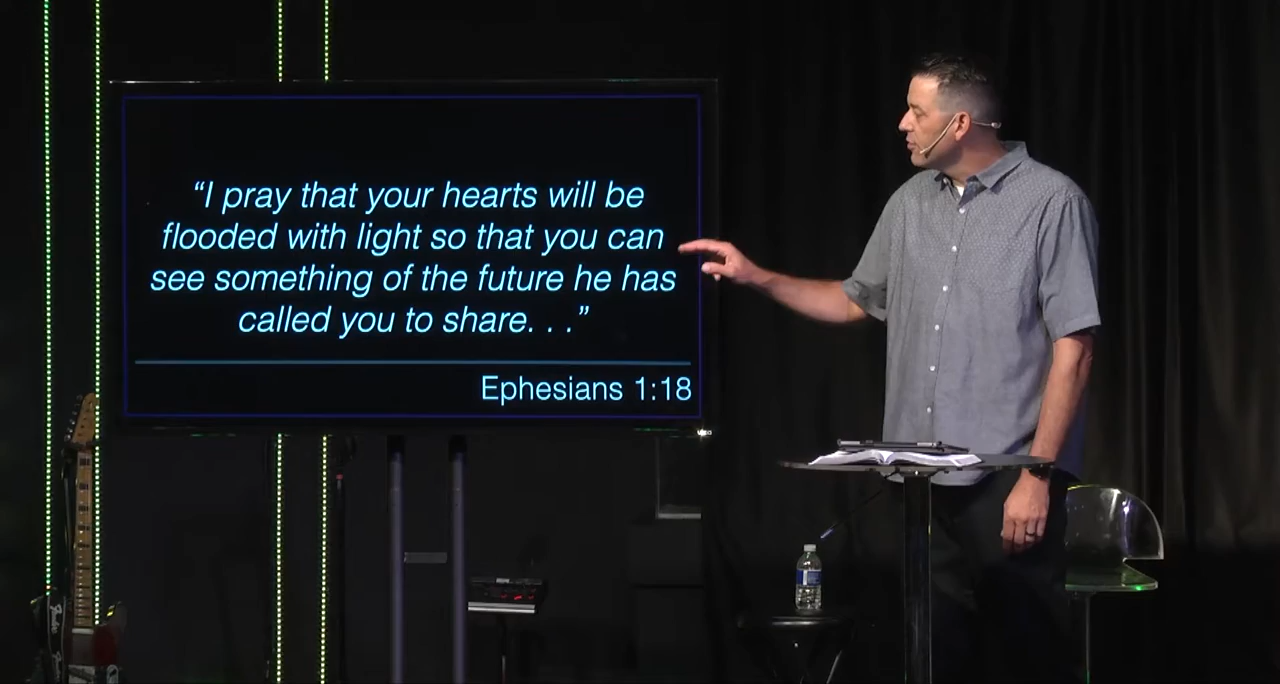 “I pray that your hearts will be
flooded with light so that you can
see something of the future he has
called you to share. . .”
Ephesians 1:18
Fender